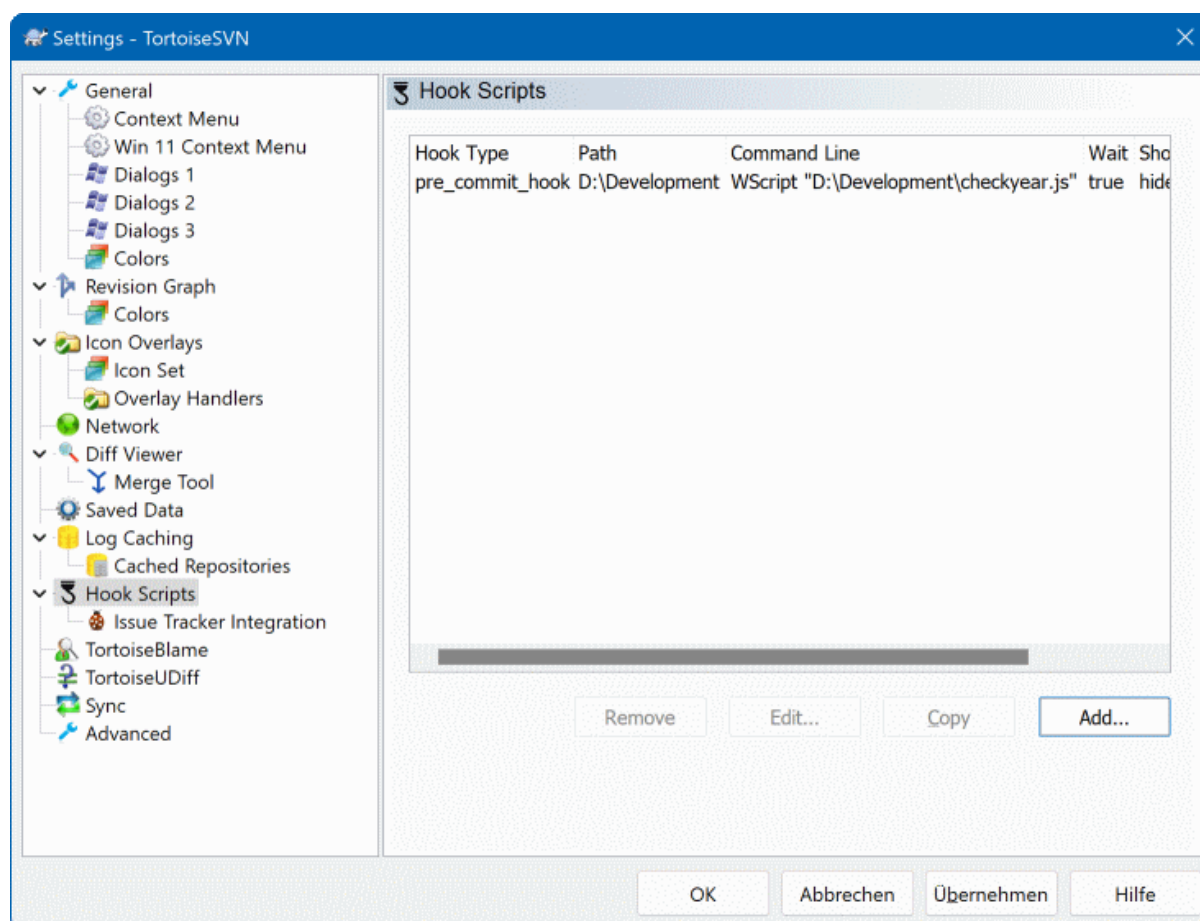 Settings - TortoiseSVN
General
Context Menu
Win 11 Context Menu
Dialogs 1
Dialogs 2
Dialogs 3
Colors
Revision Graph
Colors
Icon Overlays
Icon Set
Overlay Handlers
Network
Diff Viewer
Merge Tool
Saved Data
Log Caching
Cached Repositories
Hook Scripts
Issue Tracker Integration
TortoiseBlame
TortoiseUDiff
Sync
Advanced
Hook Scripts
Hook Type Path Command Line Wait Sho
pre_commit_hook D:\Development WScript "D:\Development\checkyear.js" true hide
Remove Edit... Copy Add...
OK Abbrechen Übernehmen Hilfe